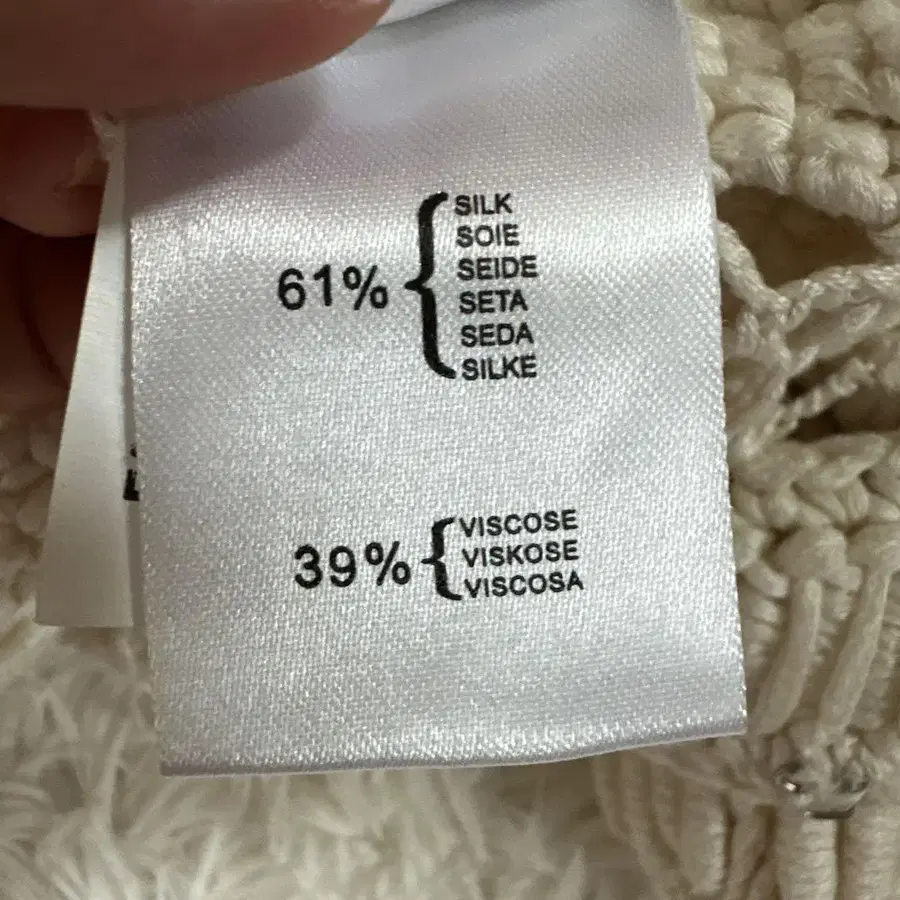 61% { SILK
SOIE
SEIDE
SETA
SEDA
SILKE
39% { VISCOSE
VISKOSE
VISCOSA